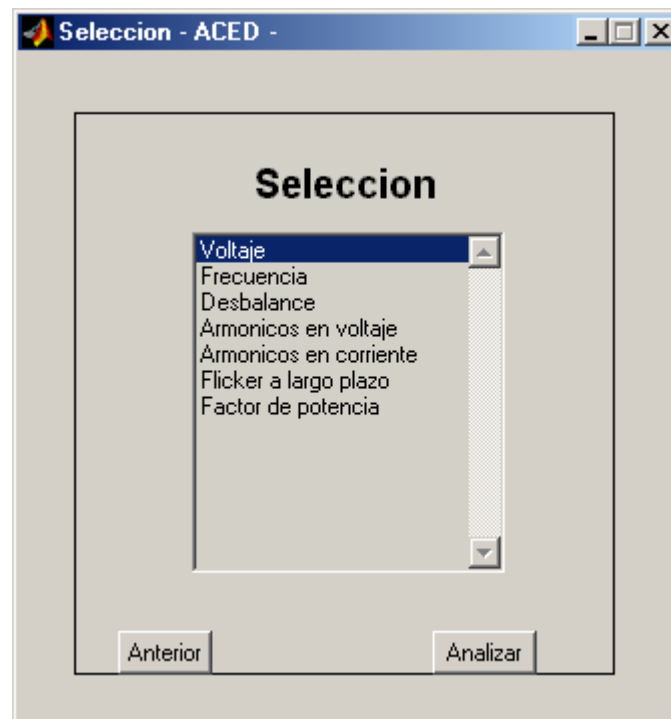 Seleccion - ACED -
Seleccion
Voltaje
Frecuencia
Desbalance
Armonicos en voltaje
Armonicos en corriente
Flicker a largo plazo
Factor de potencia
Anterior
Analizar